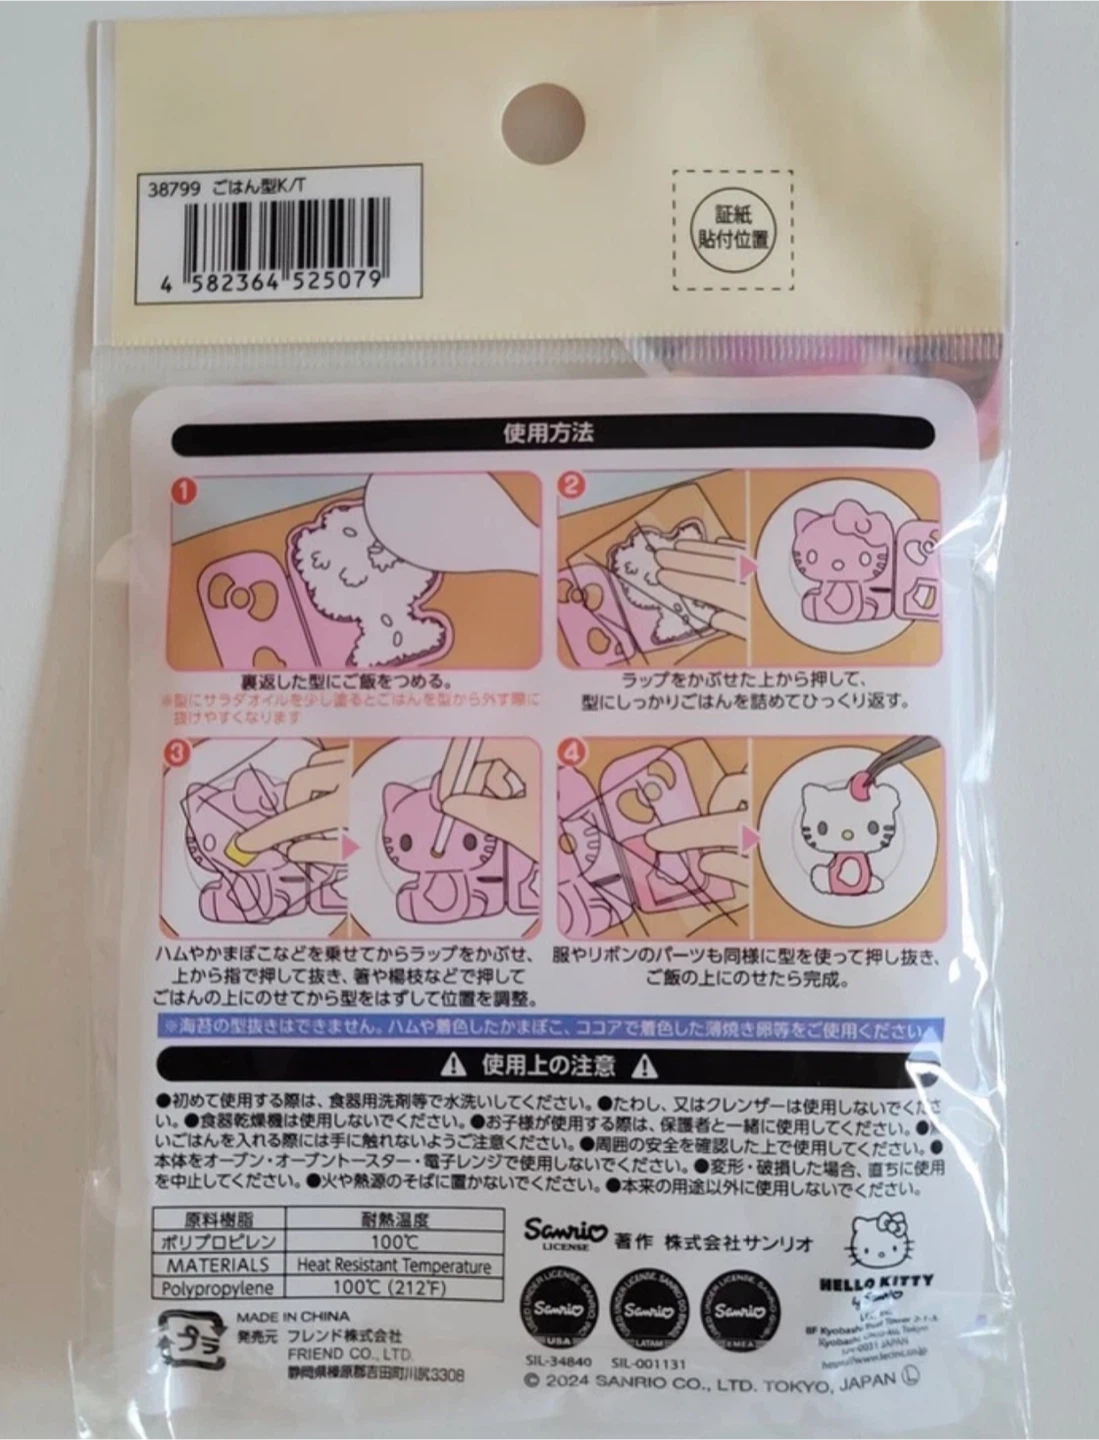 38799 ごはん型K/T
4 582364 525079
証紙
貼付位置
使用方法
1
裏返した型にご飯をつめる。
※型にサラダオイルを少し塗るとごはんを型から外す際に
抜けやすくなります
2
ラップをかぶせた上から押して、
型にしっかりごはんを詰めてひっくり返す。
3
ハムやかまぼこなどを乗せてからラップをかぶせ、
上から指で押して抜き、箸や楊枝などで押して
ごはんの上にのせてから型をはずして位置を調整。
4
服やリボンのパーツも同様に型を使って押し抜き、
ご飯の上にのせたら完成。
※海苔の型抜きはできません。ハムや着色したかまぼこ、ココアで着色した薄焼き卵等をご使用ください。
使用上の注意
●初めて使用する際は、食器用洗剤等で水洗いしてください。●たわし、又はクレンザーは使用しないでくださ
い。●食器乾燥機は使用しないでください。●お子様が使用する際は、保護者と一緒に使用してください。●
いごはんを入れる際には手に触れないようご注意ください。●周囲の安全を確認した上で使用してください。●
本体をオーブン・オーブントースター・電子レンジで使用しないでください。●変形・破損した場合、直ちに使用
を中止してください。●火や熱源のそばに置かないでください。●本来の用途以外に使用しないでください。
原料樹脂 耐熱温度
ポリプロピレン 100℃
MATERIALS Heat Resistant Temperature
Polypropylene 100℃ (212℉)
プラ
MADE IN CHINA
発売元 フレンド株式会社
FRIEND CO., LTD.
静岡県榛原郡吉田町川尻3308
Sanrio
LICENSE
著作 株式会社サンリオ
Sanrio
USA
Sanrio
LATAM
Sanrio
EMEA
SIL-34840 SIL-001131
© 2024 SANRIO CO., LTD. TOKYO, JAPAN Ⓛ
HELLO KITTY
by Sanrio